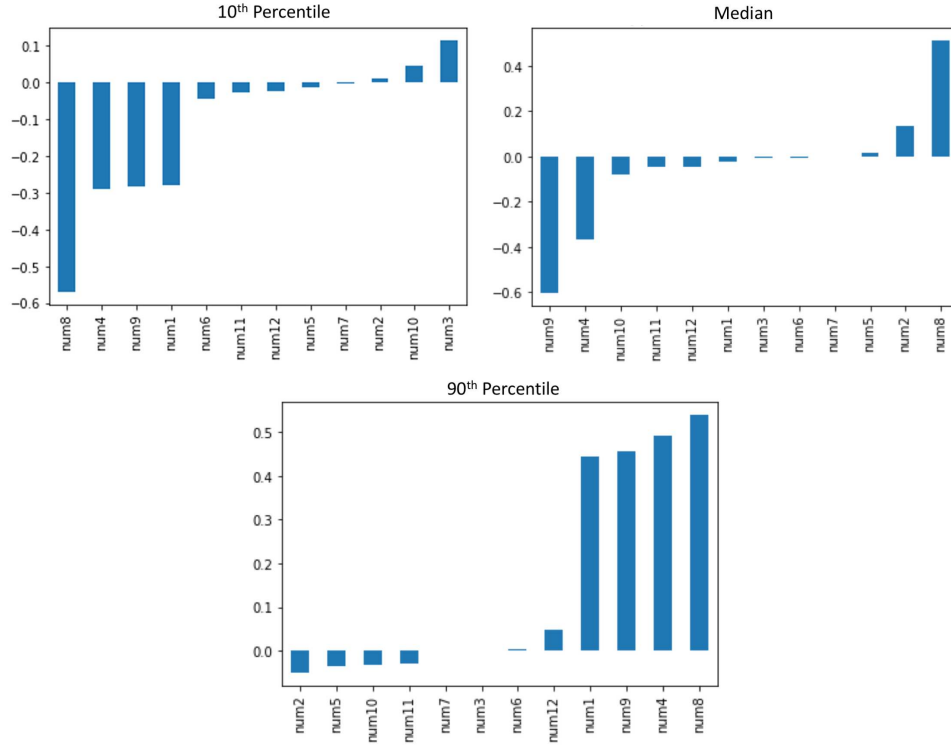 10th Percentile
0.1
0.0
−0.1
−0.2
−0.3
−0.4
−0.5
−0.6
num8
num4
num9
num1
num6
num11
num12
num5
num7
num2
num10
num3
Median
0.4
0.2
0.0
−0.2
−0.4
−0.6
num9
num4
num10
num11
num12
num1
num3
num6
num7
num5
num2
num8
90th Percentile
0.5
0.4
0.3
0.2
0.1
0.0
num2
num5
num10
num11
num7
num3
num6
num12
num1
num9
num4
num8